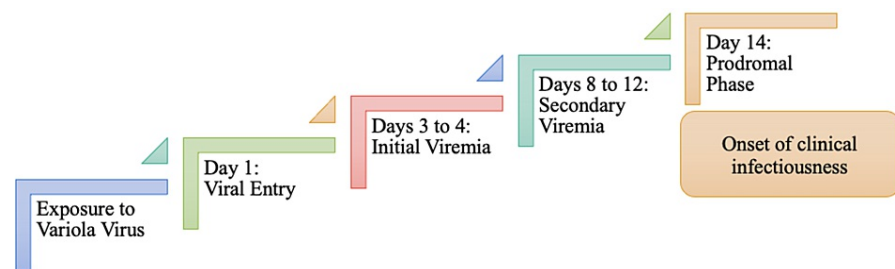 Exposure to
Variola Virus
Day 1:
Viral Entry
Days 3 to 4:
Initial Viremia
Days 8 to 12:
Secondary
Viremia
Day 14:
Prodromal
Phase
Onset of clinical
infectiousness